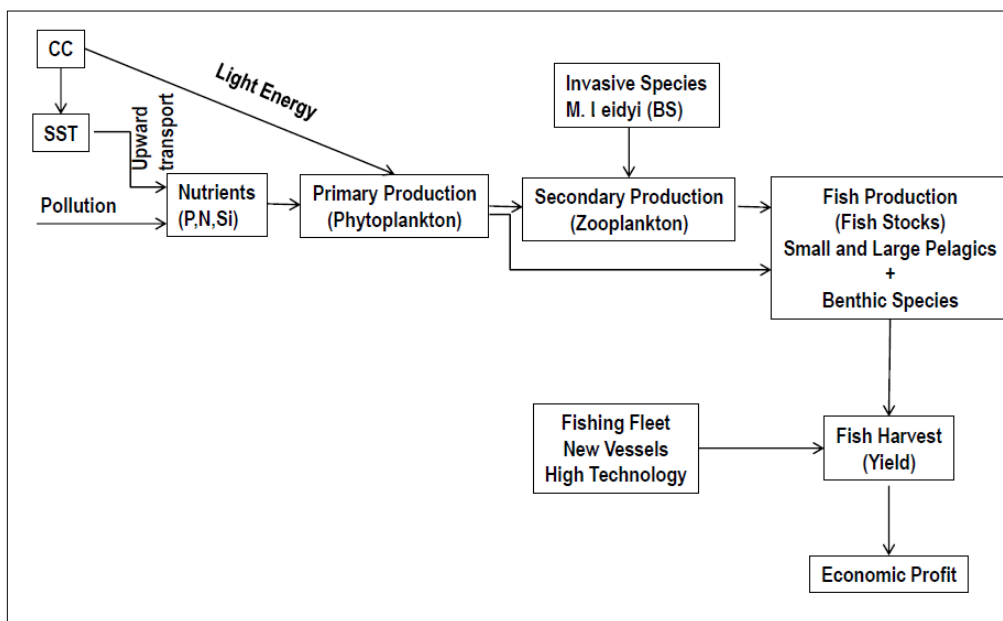 CC
SST
Upward
transport
Light Energy
Pollution
Nutrients
(P,N,Si)
Primary Production
(Phytoplankton)
Invasive Species
M. l eidyi (BS)
Secondary Production
(Zooplankton)
Fish Production
(Fish Stocks)
Small and Large Pelagics
+
Benthic Species
Fishing Fleet
New Vessels
High Technology
Fish Harvest
(Yield)
Economic Profit